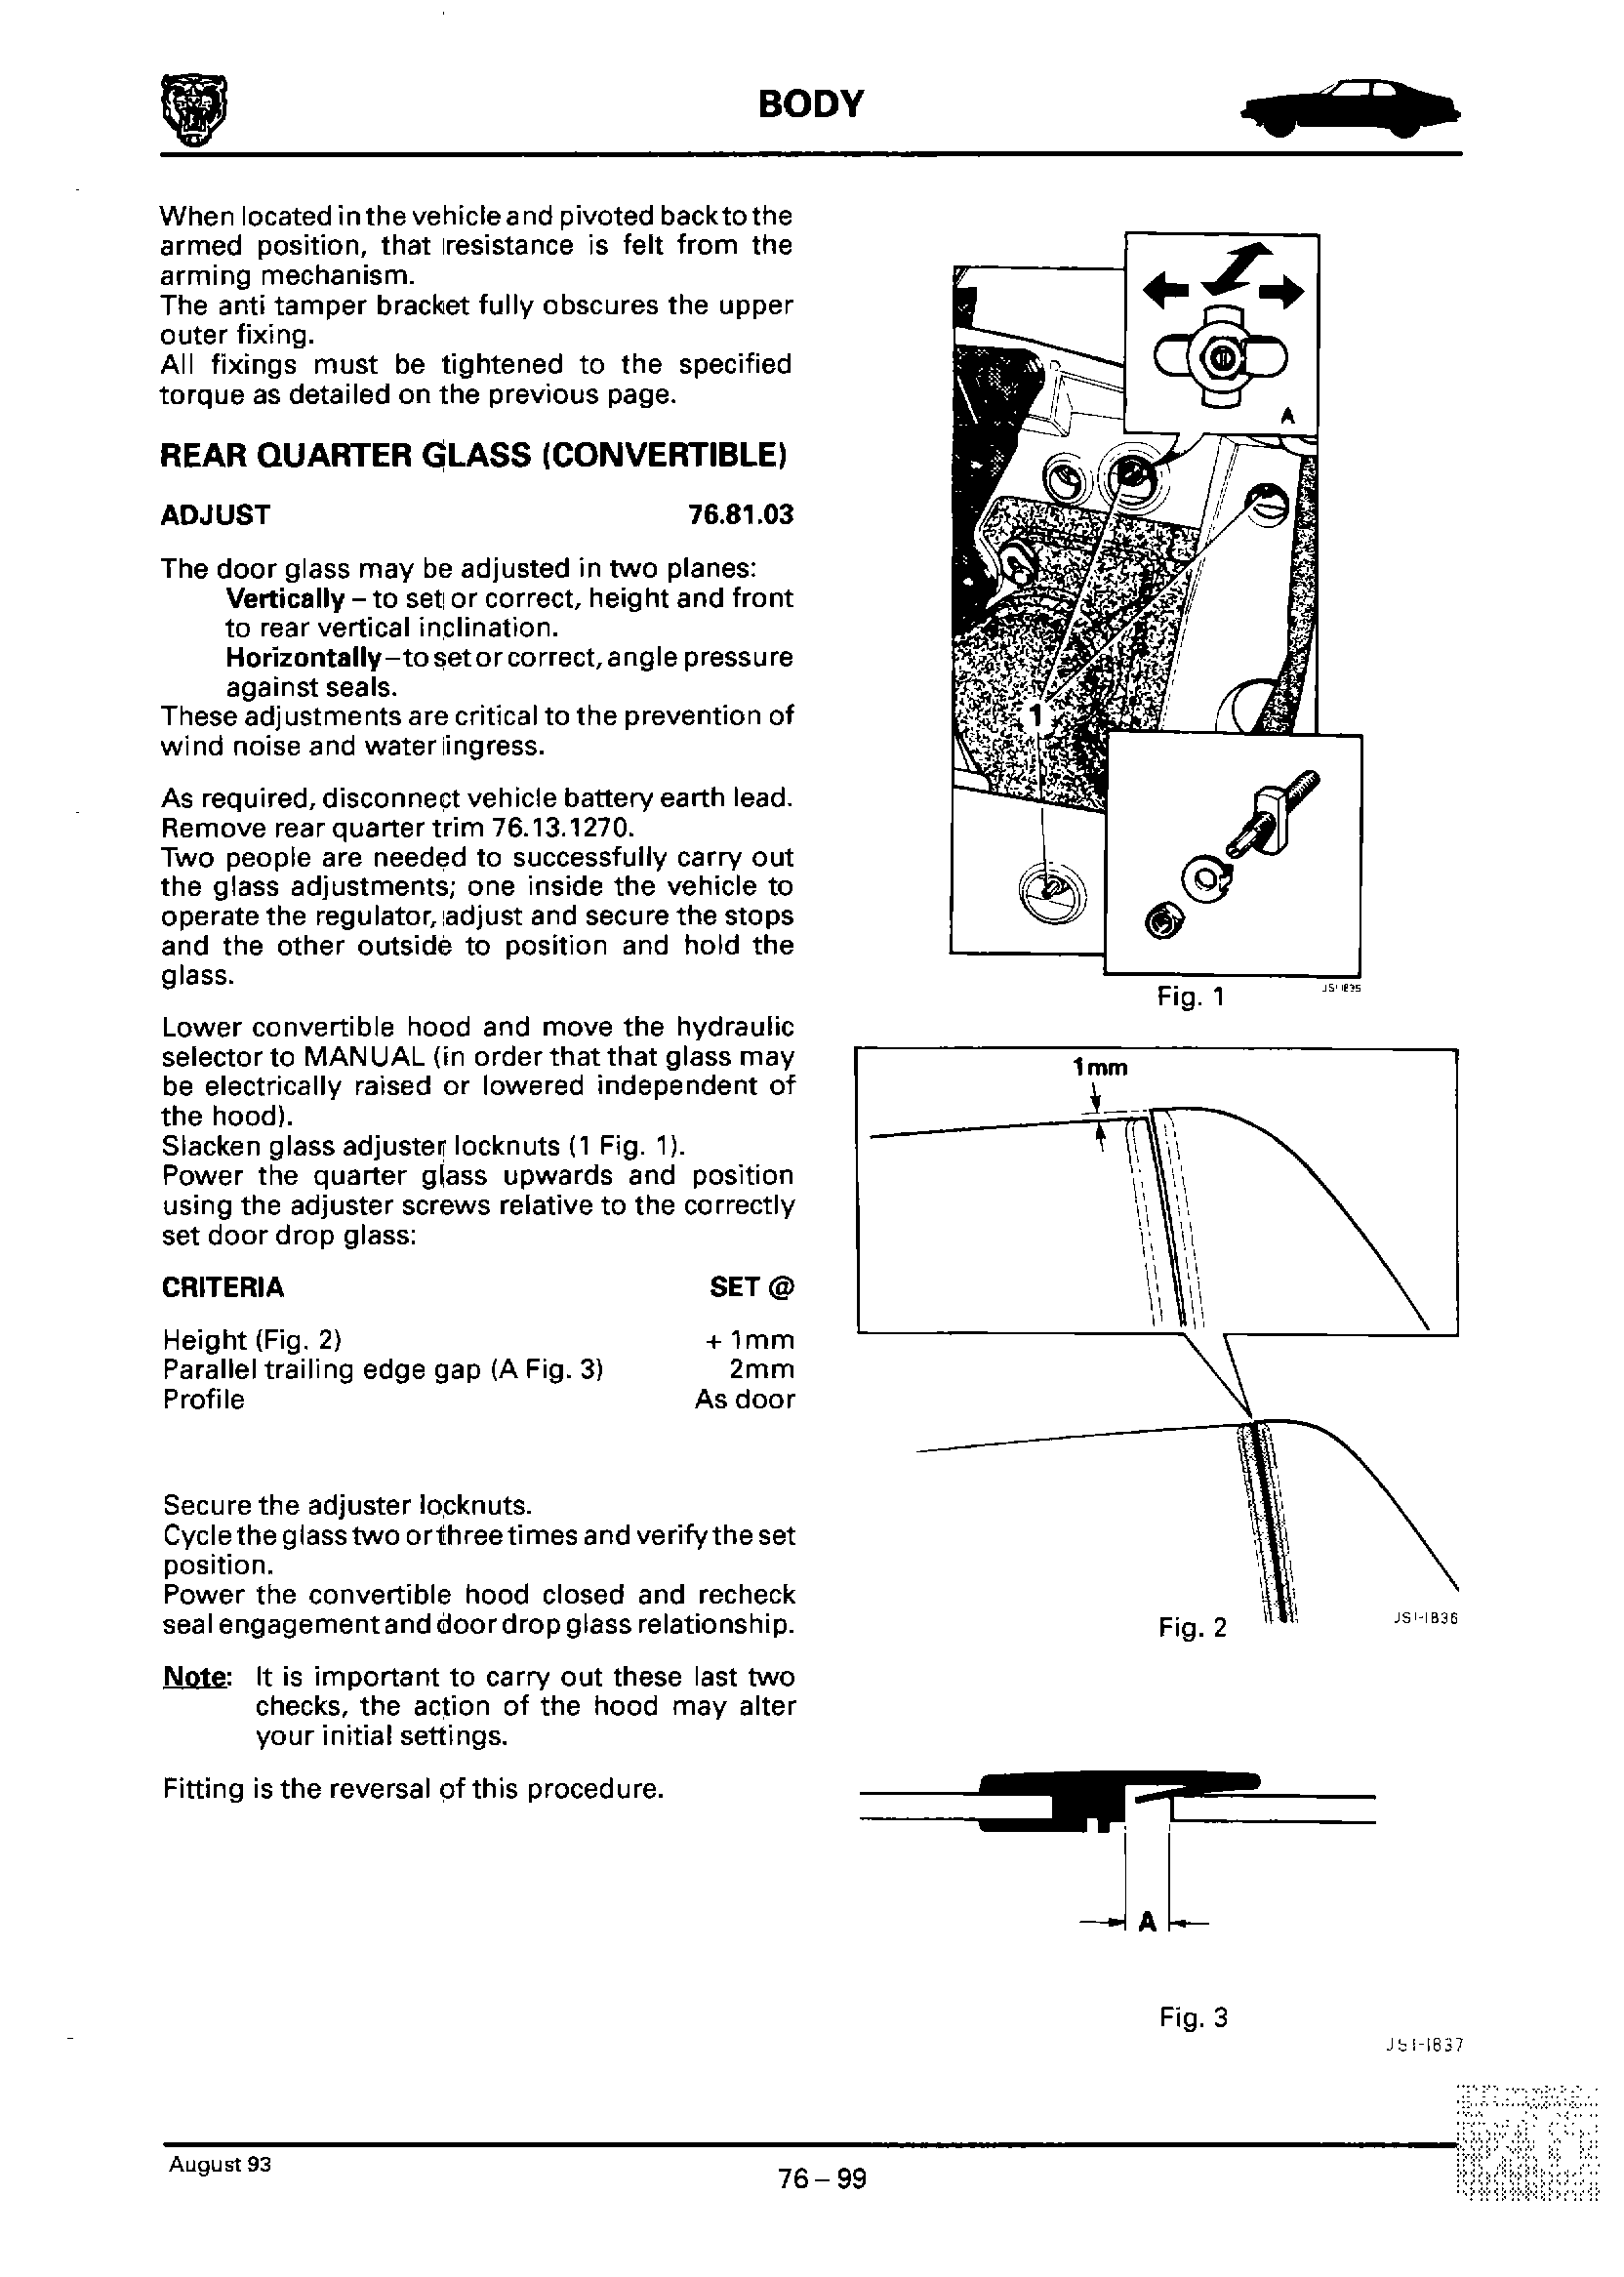 BODY
When located in the vehicle and pivoted back to the
armed position, that resistance is felt from the
arming mechanism.
The anti tamper bracket fully obscures the upper
outer fixing.
All fixings must be tightened to the specified
torque as detailed on the previous page.
REAR QUARTER GLASS (CONVERTIBLE)
ADJUST 76.81.03
The door glass may be adjusted in two planes:
Vertically – to set or correct, height and front
to rear vertical inclination.
Horizontally – to set or correct, angle pressure
against seals.
These adjustments are critical to the prevention of
wind noise and water ingress.
As required, disconnect vehicle battery earth lead.
Remove rear quarter trim 76.13.1270.
Two people are needed to successfully carry out
the glass adjustments; one inside the vehicle to
operate the regulator, adjust and secure the stops
and the other outside to position and hold the
glass.
Lower convertible hood and move the hydraulic
selector to MANUAL (in order that that glass may
be electrically raised or lowered independent of
the hood).
Slacken glass adjuster locknuts (1 Fig. 1).
Power the quarter glass upwards and position
using the adjuster screws relative to the correctly
set door drop glass:
CRITERIA SET @
Height (Fig. 2) + 1mm
Parallel trailing edge gap (A Fig. 3) 2mm
Profile As door
Secure the adjuster locknuts.
Cycle the glass two or three times and verify the set
position.
Power the convertible hood closed and recheck
seal engagement and door drop glass relationship.
Note: It is important to carry out these last two
checks, the action of the hood may alter
your initial settings.
Fitting is the reversal of this procedure.
A
1
Fig. 1
JS1-1835
1mm
Fig. 2
JS1-1836
A
Fig. 3
JS1-1837
August 93
76 – 99